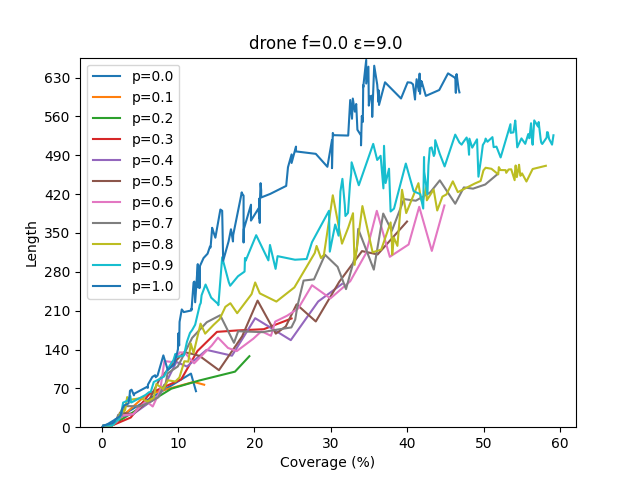 drone f=0.0 ε=9.0
Length
630
560
490
420
350
280
210
140
70
0
p=0.0
p=0.1
p=0.2
p=0.3
p=0.4
p=0.5
p=0.6
p=0.7
p=0.8
p=0.9
p=1.0
0 10 20 30 40 50 60
Coverage (%)